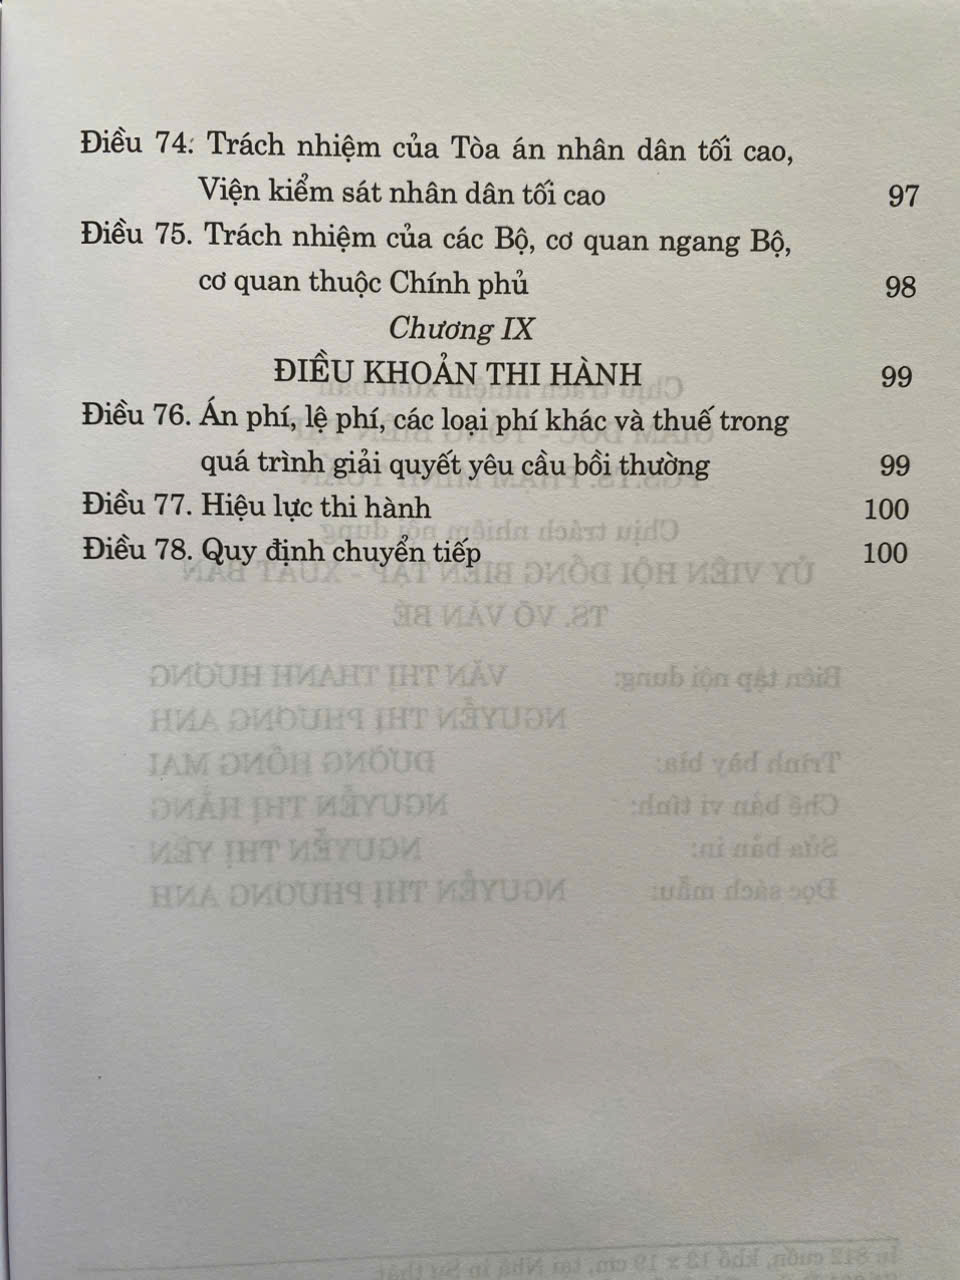 Điều 74. Trách nhiệm của Tòa án nhân dân tối cao,
Viện kiểm sát nhân dân tối cao 97
Điều 75. Trách nhiệm của các Bộ, cơ quan ngang Bộ,
cơ quan thuộc Chính phủ 98
Chương IX
ĐIỀU KHOẢN THI HÀNH 99
Điều 76. Án phí, lệ phí, các loại phí khác và thuế trong
quá trình giải quyết yêu cầu bồi thường 99
Điều 77. Hiệu lực thi hành 100
Điều 78. Quy định chuyển tiếp 100